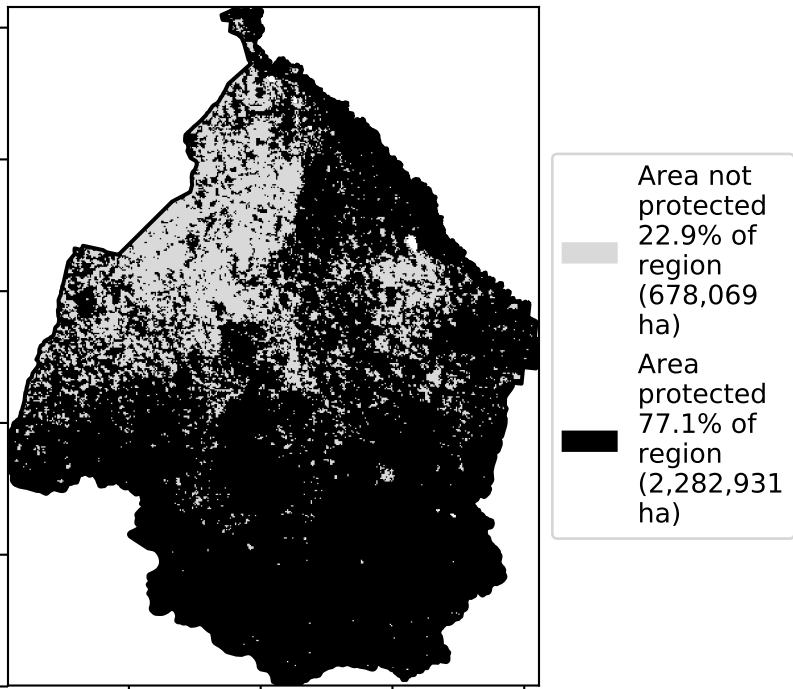 Area not
protected
22.9% of
region
(678,069
ha)
Area
protected
77.1% of
region
(2,282,931
ha)